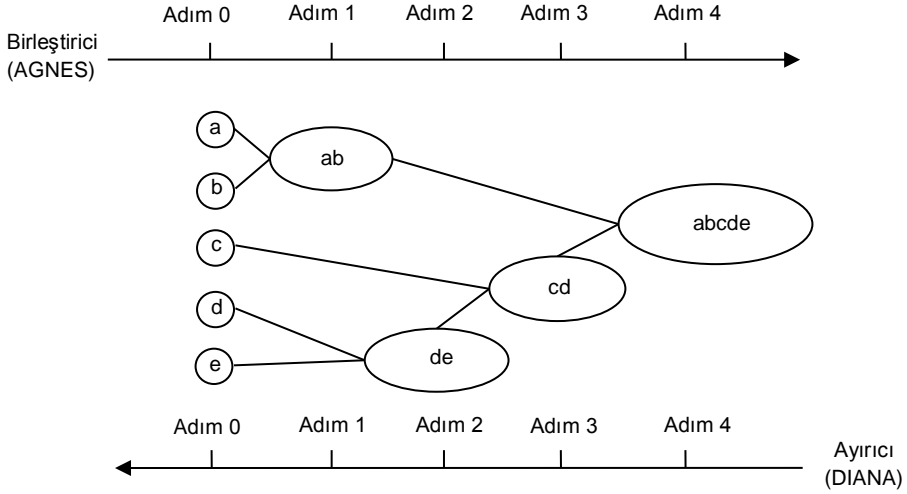 Adım 0 Adım 1 Adım 2 Adım 3 Adım 4
Birleştirici
(AGNES)
a
ab
b
abcde
c
cd
d
de
e
Adım 0 Adım 1 Adım 2 Adım 3 Adım 4
Ayırıcı
(DIANA)